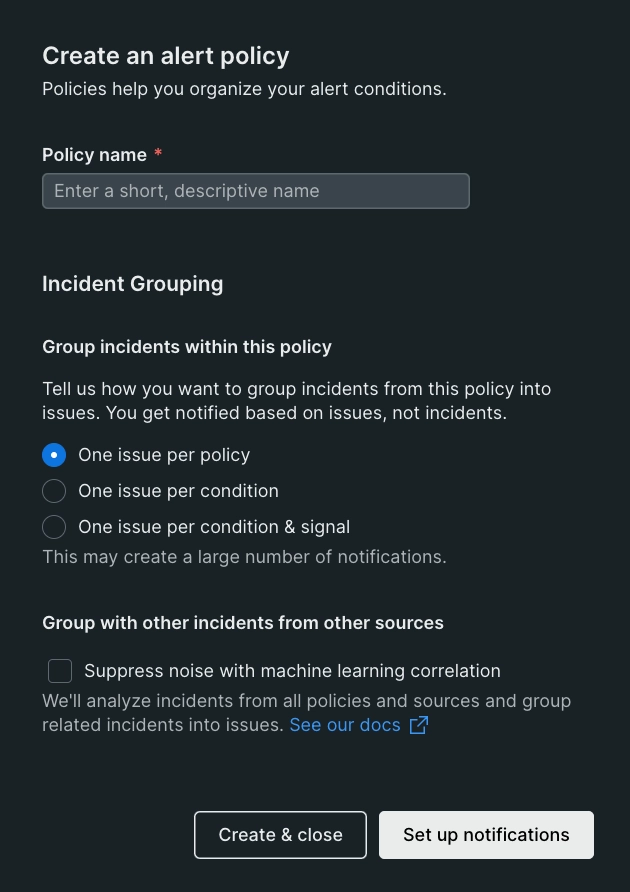 Create an alert policy
Policies help you organize your alert conditions.
Policy name *
Enter a short, descriptive name
Incident Grouping
Group incidents within this policy
Tell us how you want to group incidents from this policy into
issues. You get notified based on issues, not incidents.
One issue per policy
One issue per condition
One issue per condition & signal
This may create a large number of notifications.
Group with other incidents from other sources
Suppress noise with machine learning correlation
We'll analyze incidents from all policies and sources and group
related incidents into issues. See our docs
Create & close
Set up notifications